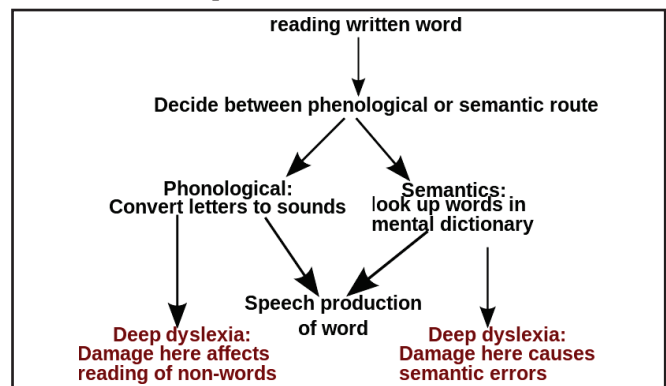 reading written word
Decide between phenological or semantic route
Phonological:
Convert letters to sounds
Semantics:
look up words in
mental dictionary
Speech production
of word
Deep dyslexia:
Damage here affects
reading of non-words
Deep dyslexia:
Damage here causes
semantic errors